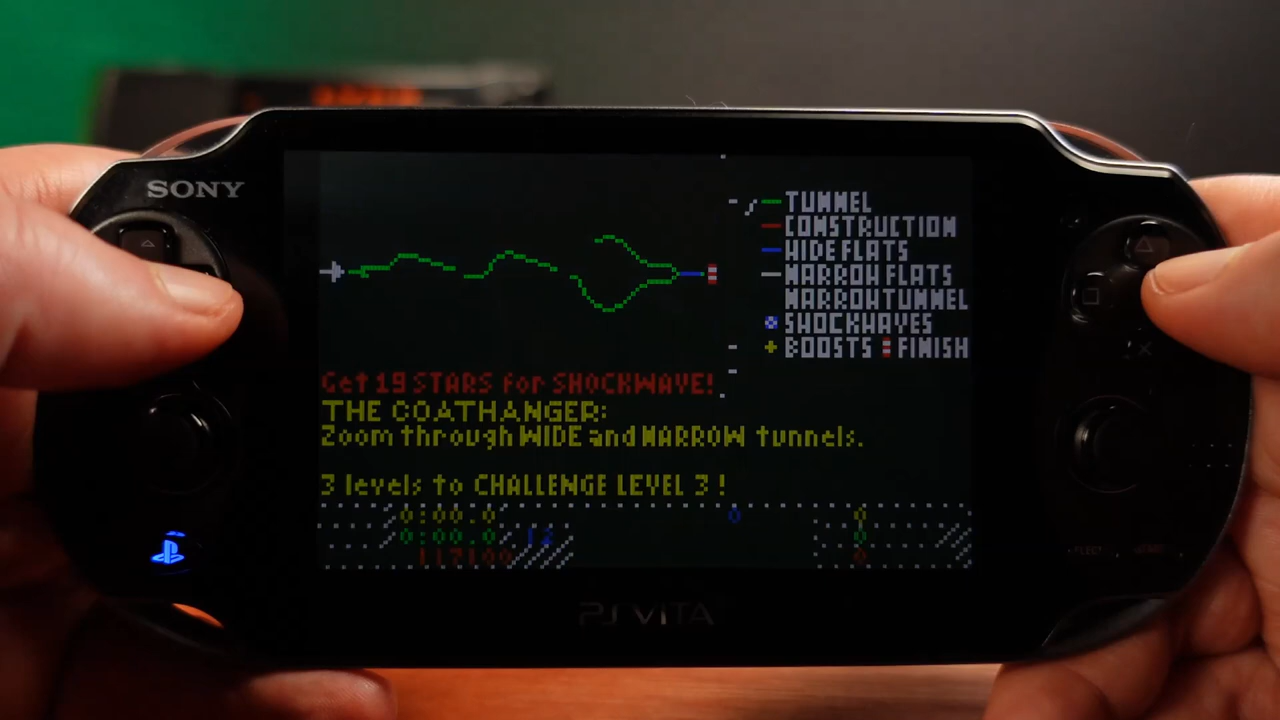 SONY
TUNNEL
CONSTRUCTION
WIDE FLATS
NARROW FLATS
NARROW TUNNEL
SHOCKWAVES
BOOSTS FINISH
Get 19 STARS for SHOCKWAVE!
THE COATHANGER:
Zoom through WIDE and NARROW tunnels.
3 levels to CHALLENGE LEVEL 3 !
0:00.0 0
0:00.0 12
PS VITA